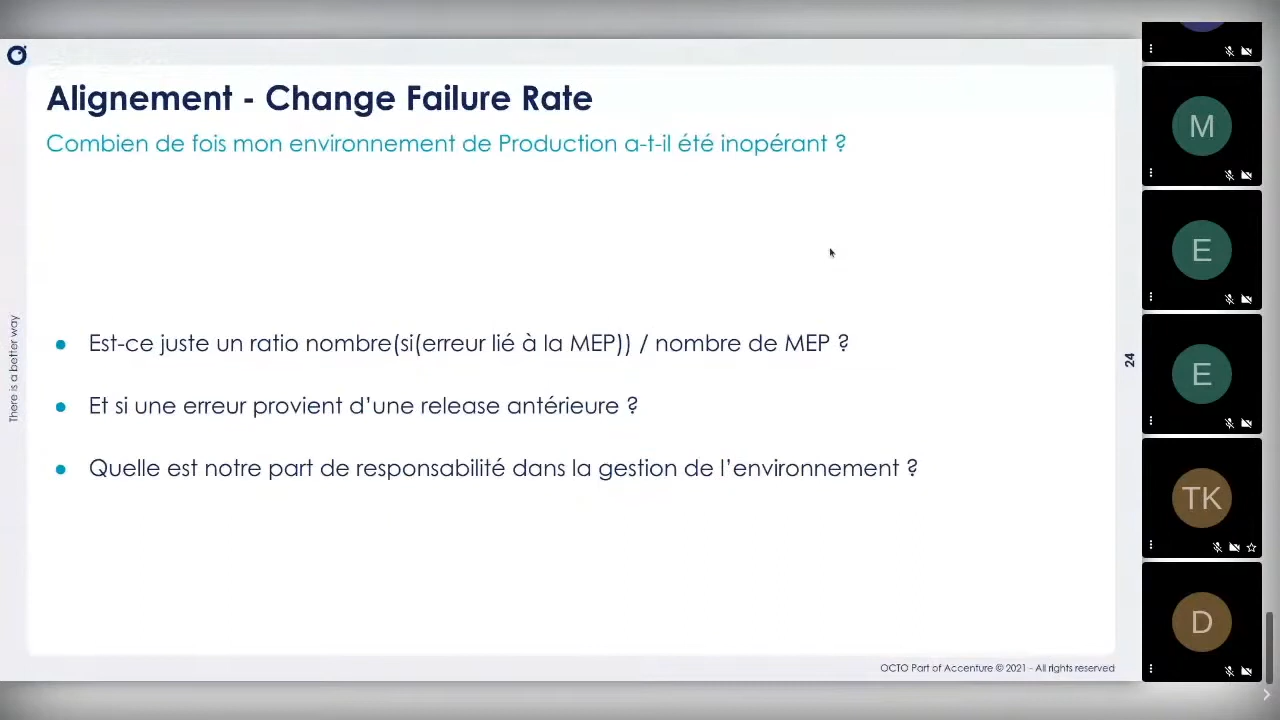 Alignement - Change Failure Rate
Combien de fois mon environnement de Production a-t-il été inopérant ?
Est-ce juste un ratio nombre(si(erreur lié à la MEP)) / nombre de MEP ?
Et si une erreur provient d’une release antérieure ?
Quelle est notre part de responsabilité dans la gestion de l’environnement ?
There is a better way
24
OCTO Part of Accenture © 2021 - All rights reserved
M
E
E
TK
D